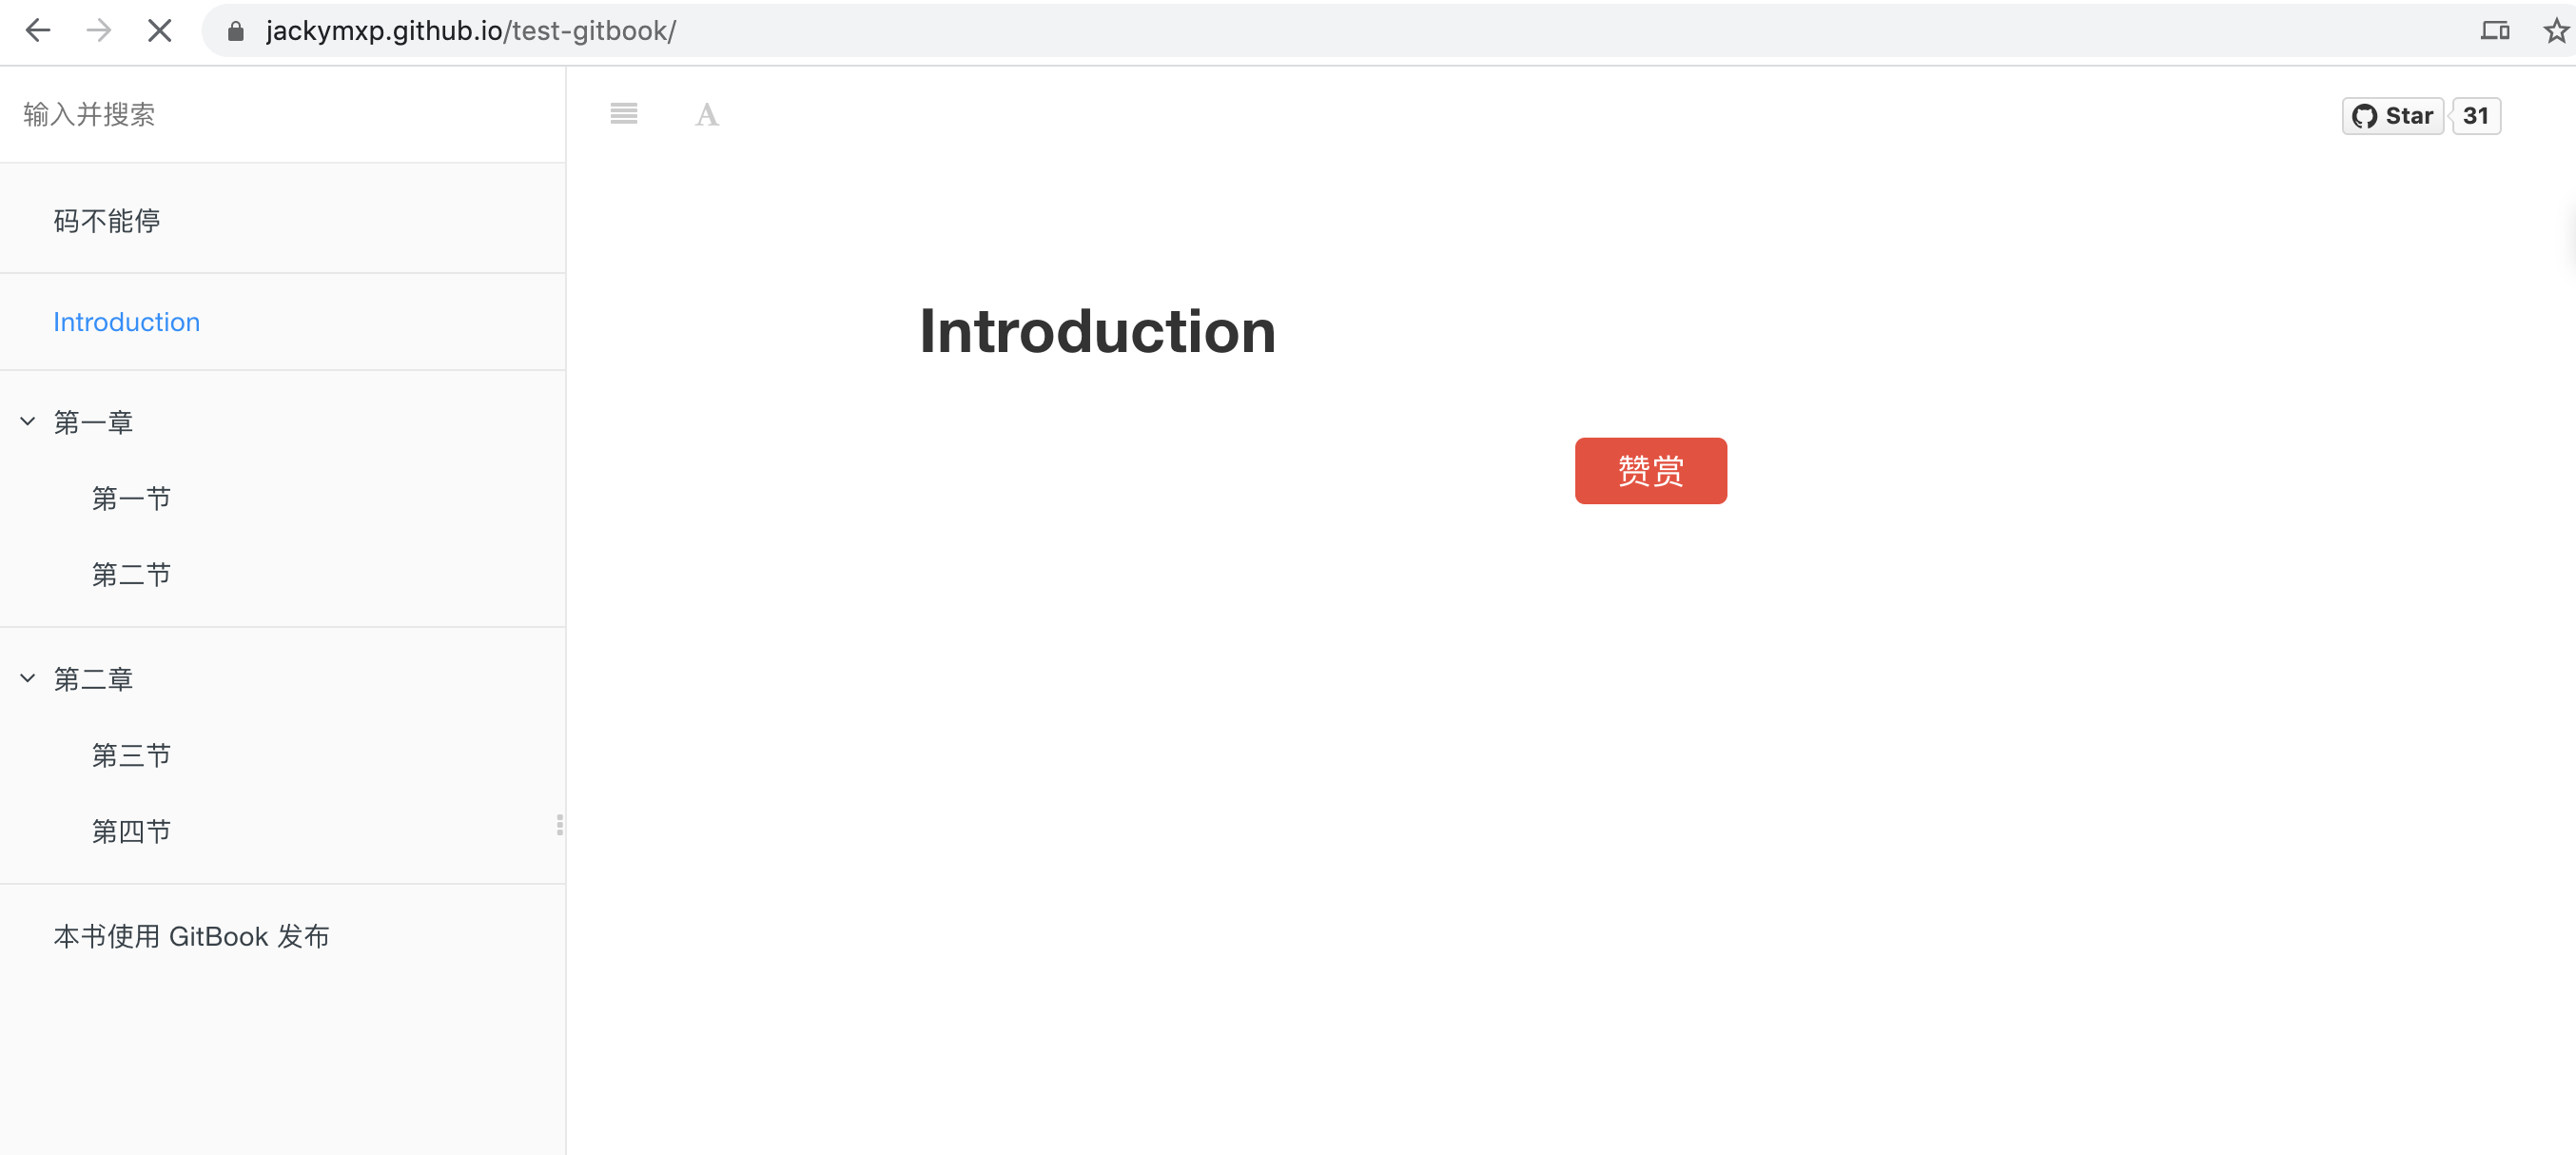 jackymxp.github.io/test-gitbook/
输入并搜索
A
Star 31
码不能停
Introduction
第一章
第一节
第二节
第二章
第三节
第四节
本书使用 GitBook 发布
Introduction
赞赏